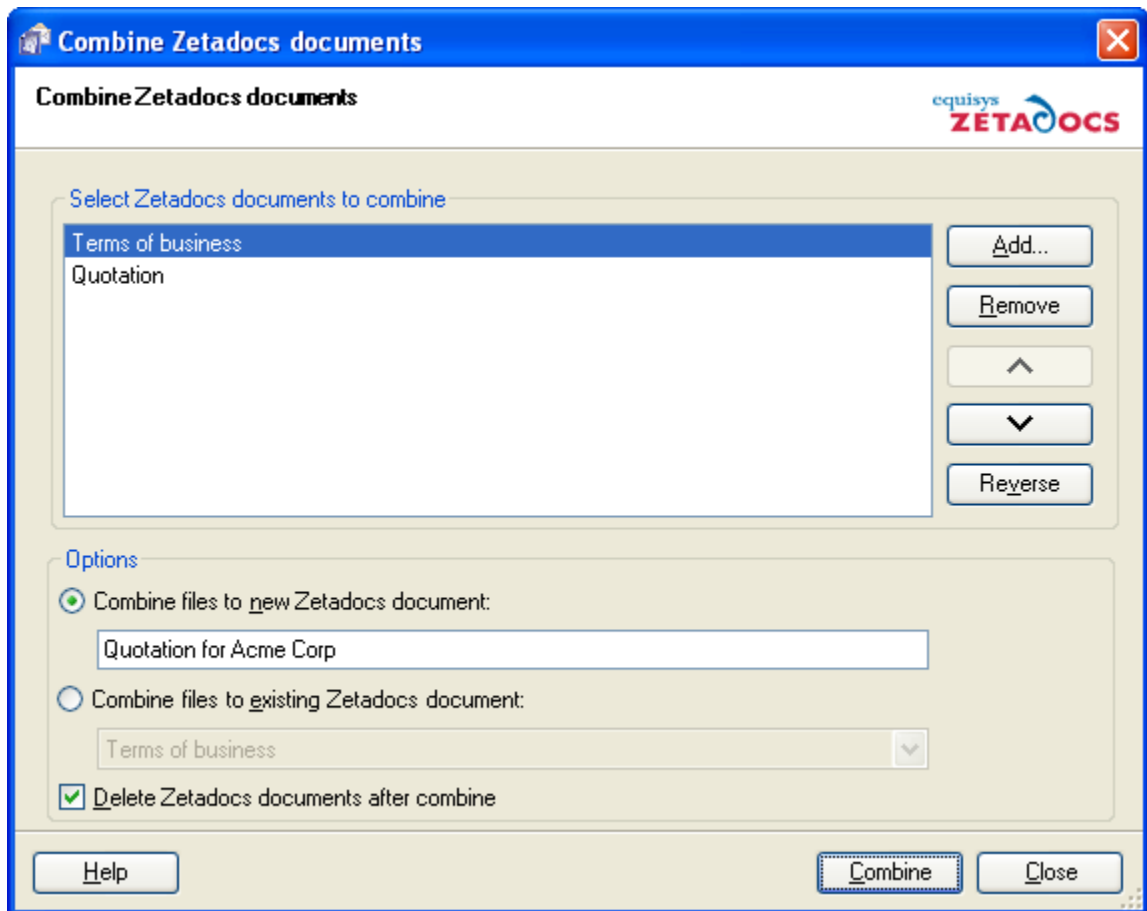 Combine Zetadocs documents
Combine Zetadocs documents
equisys
ZETADOCS
Select Zetadocs documents to combine
Terms of business
Quotation
Add...
Remove
Reverse
Options
Combine files to new Zetadocs document:
Quotation for Acme Corp
Combine files to existing Zetadocs document:
Terms of business
Delete Zetadocs documents after combine
Help
Combine
Close